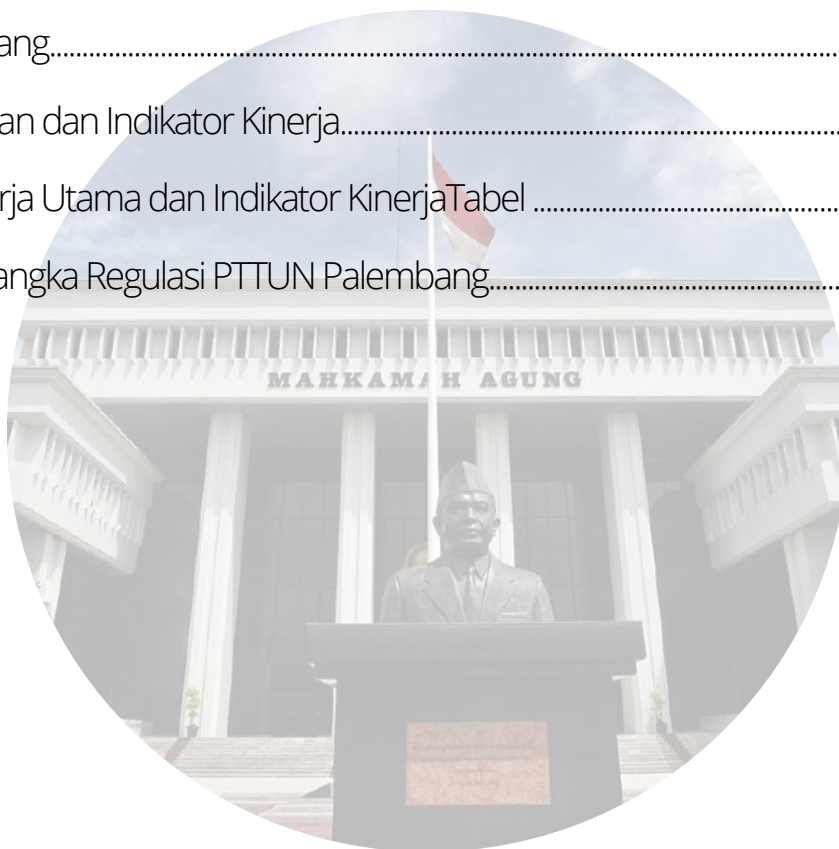 ang....................................................................................................................................
an dan Indikator Kinerja............................................................................
rja Utama dan Indikator KinerjaTabel ...............................................
angka Regulasi PTTUN Palembang.....................................................
MAHKAMAH AGUNG